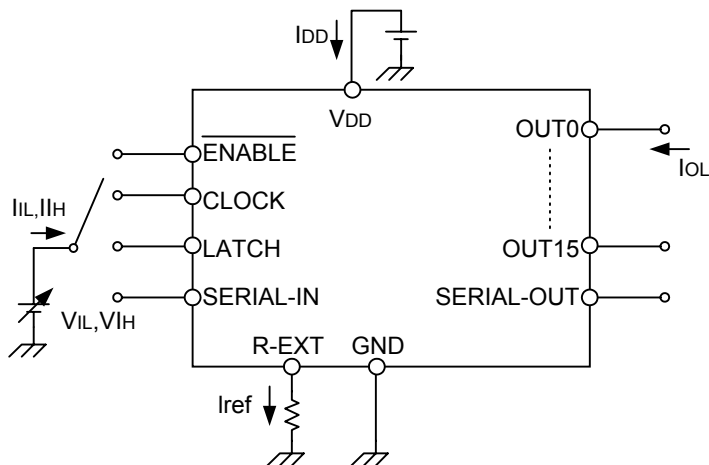 IDD
VDD
ENABLE
OUT0
IOL
CLOCK
IIL,IIH
LATCH
OUT15
SERIAL-IN
SERIAL-OUT
VIL,VIH
R-EXT
GND
Iref